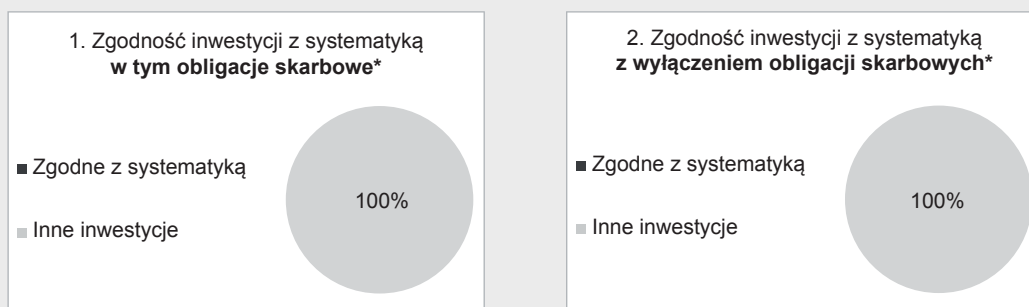 1. Zgodność inwestycji z systematyką
w tym obligacje skarbowe*
Zgodne z systematyką
Inne inwestycje
100%
2. Zgodność inwestycji z systematyką
z wyłączeniem obligacji skarbowych*
Zgodne z systematyką
Inne inwestycje
100%